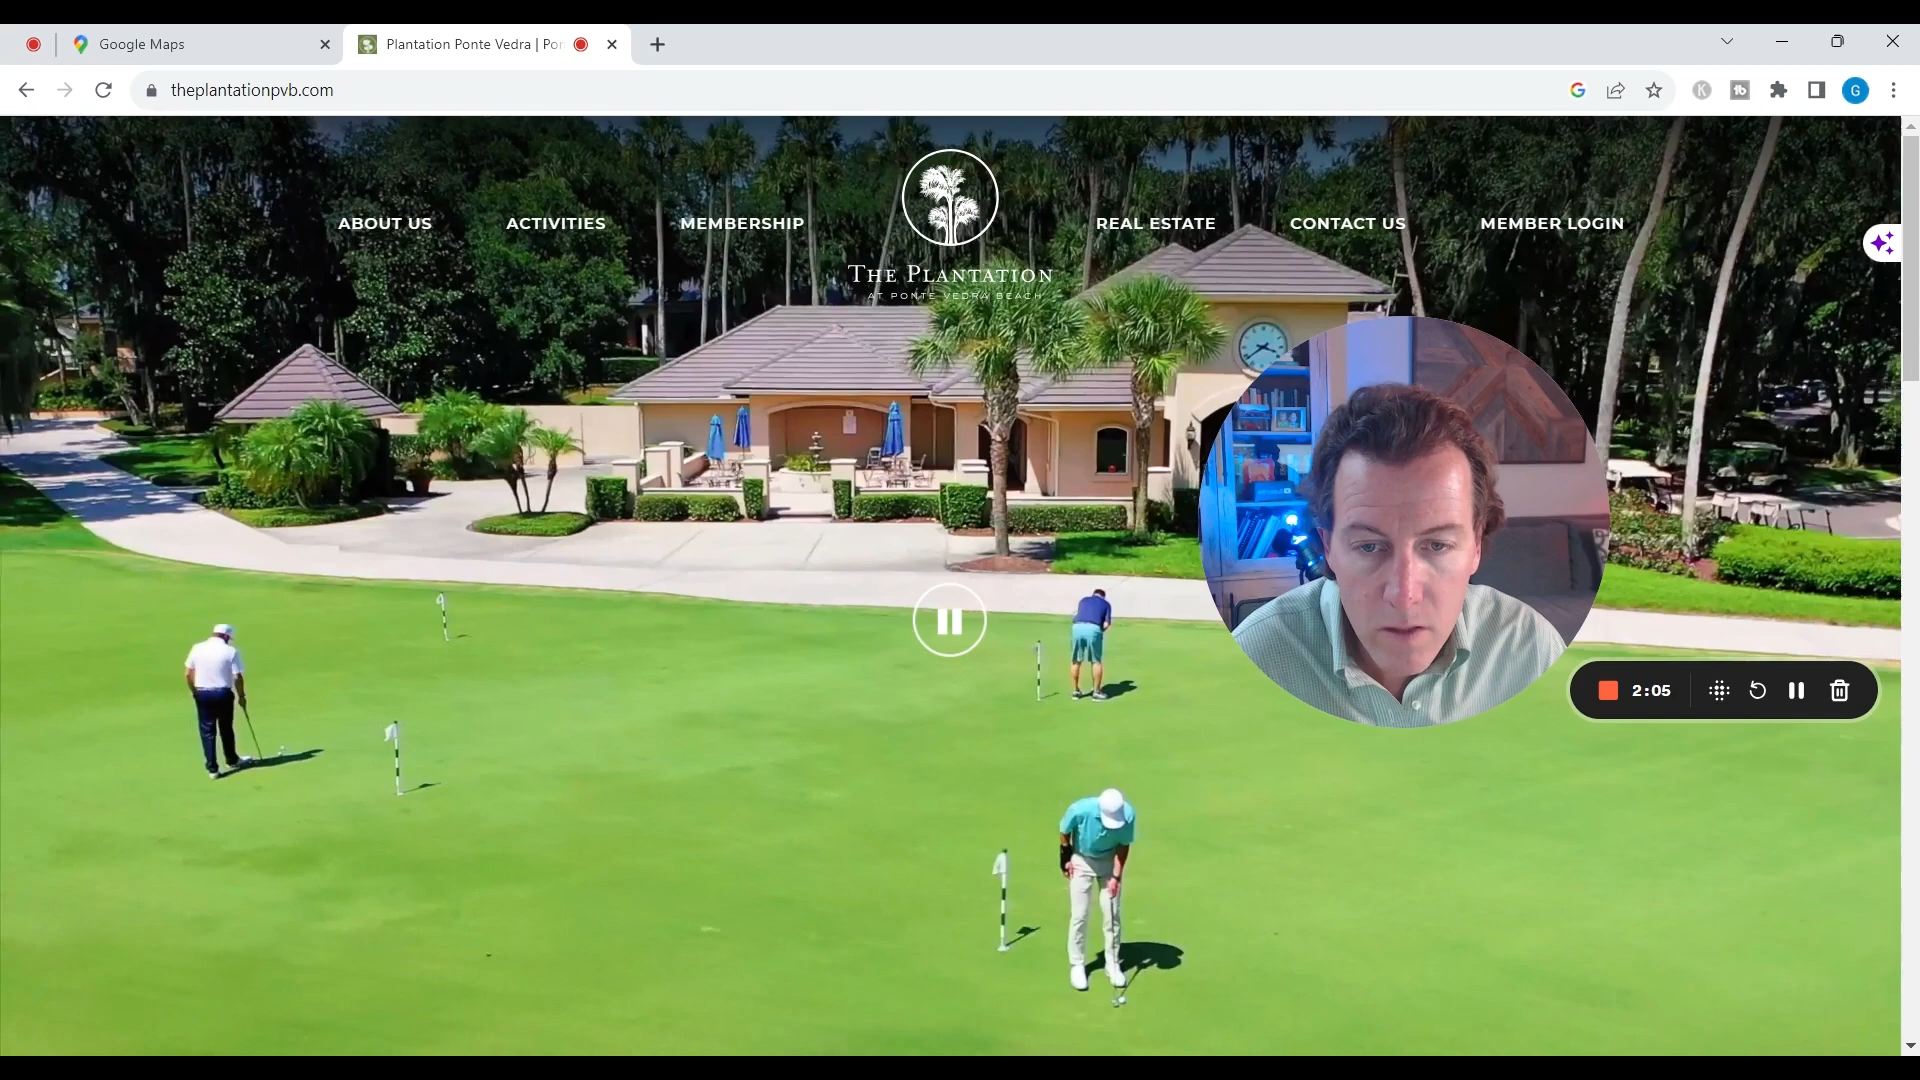 Google Maps
Plantation Ponte Vedra | Por
theplantationpvb.com
G
ABOUT US
ACTIVITIES
MEMBERSHIP
THE PLANTATION
AT PONTE VEDRA BEACH
REAL ESTATE
CONTACT US
MEMBER LOGIN
2:05